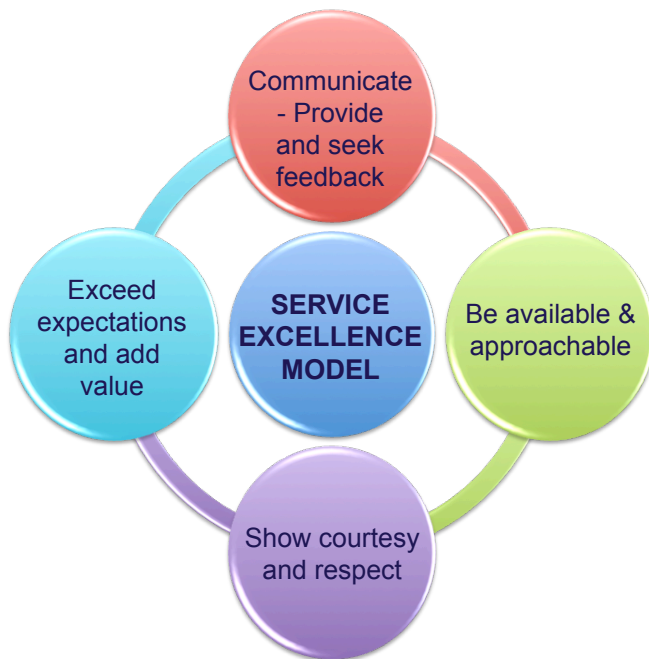 Communicate
- Provide
and seek
feedback
Exceed
expectations
and add
value
SERVICE
EXCELLENCE
MODEL
Be available &
approachable
Show courtesy
and respect